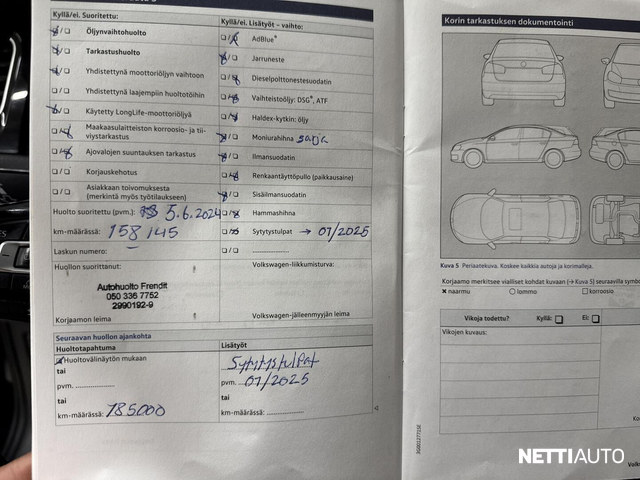 Kyllä/ei. Suoritettu:
Öljynvaihtohuolto
Tarkastushuolto
Yhdistettynä moottoriöljyn vaihtoon
Yhdistettynä laajempiin huoltotöihin
Käytetty LongLife-moottoriöljyä
Maakaasulaitteiston korroosio- ja tii-
viystarkastus
Ajovalojen suuntauksen tarkastus
Korjauskehotus
Asiakkaan toivomuksesta
(merkintä myös työtilaukseen)
Huolto suoritettu (pvm.): 5.6.2024
km-määrässä: 158 145
Laskun numero: –
Huollon suorittanut:
Autohuolto Frendit
050 336 7752
2990192-9
Korjaamon leima
Kyllä/ei. Lisätyöt – vaihto:
AdBlue*
Jarruneste
Dieselpolttonestesuodatin
Vaihteistoöljy: DSG*, ATF
Haldex-kytkin: öljy
Moniurahihna
Ilmansuodatin
Renkaantäyttöpullo (paikkausaine)
Sisäilmansuodatin
Hammashihna
Sytytystulpat → 07/2025
Volkswagen-liikkumisturva:
Volkswagen-jälleenmyyjän leima
Seuraavan huollon ajankohta
Huoltotapahtuma
Huoltovälinäytön mukaan
tai
pvm.
tai
km-määrässä: 185000
Lisätyöt
Sytytystulpat
pvm. 07/2025
tai
km-määrässä:
Korin tarkastuksen dokumentointi
Kuva 5 Periaatekuva. Koskee kaikkia autoja ja korimalleja.
Korjaamo merkitsee vialliset kohdat kuvaan (→Kuva 5) seuraavilla
naarmu lommo korroosio
Vikoja todettu? Kyllä: Ei:
Vikojen kuvaus:
NETTIAUTO